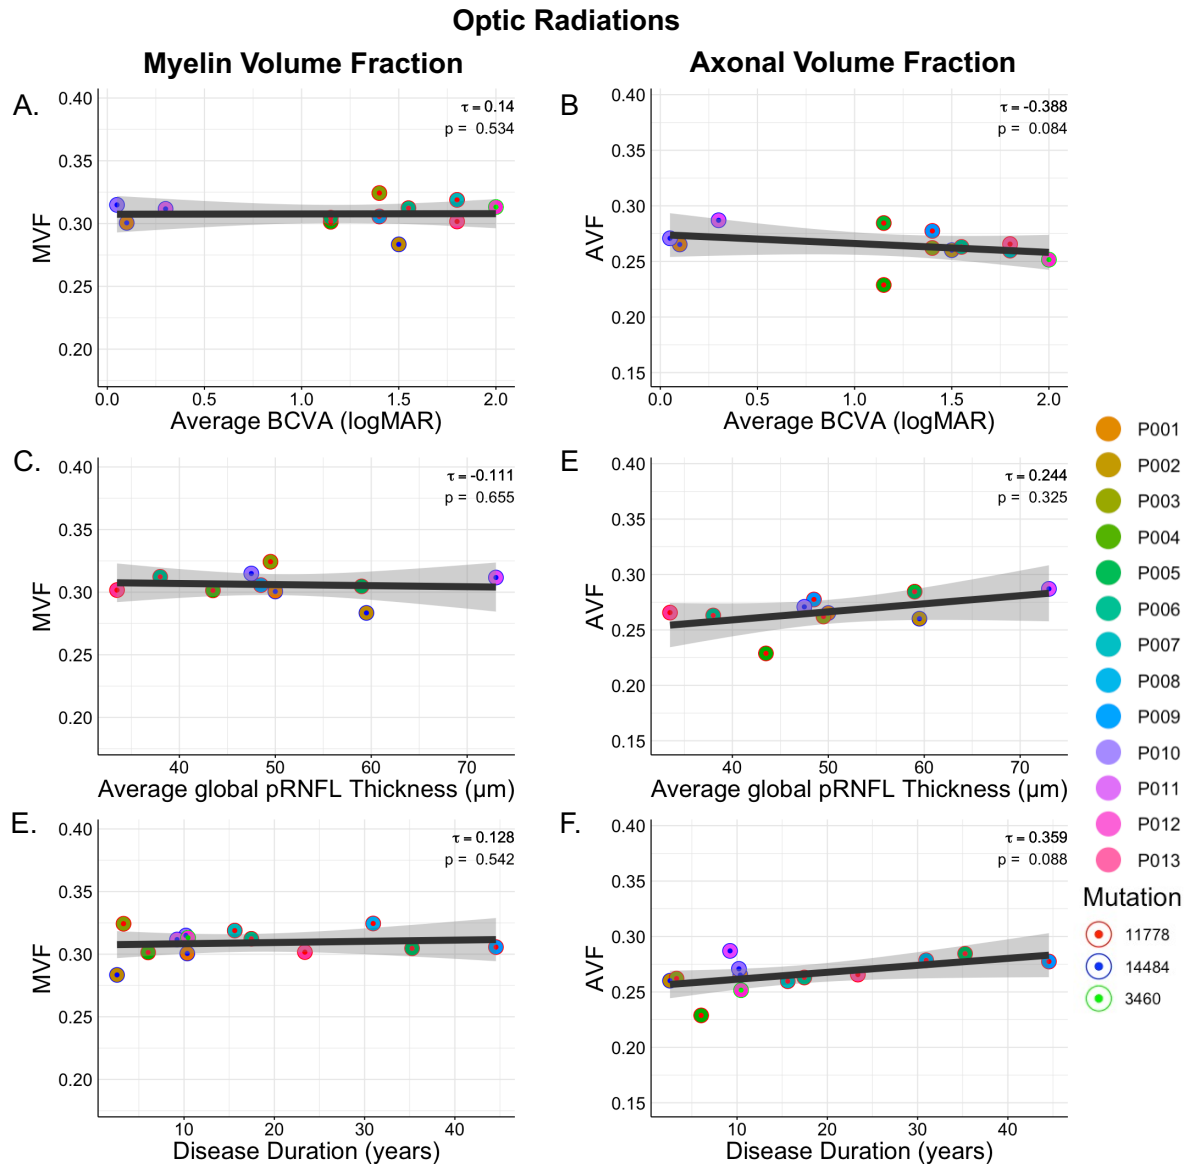 Optic Radiations
Myelin Volume Fraction
Axonal Volume Fraction
A.
0.40
0.35
0.30
0.25
0.20
MVF
τ = 0.14
p = 0.534
0.0 0.5 1.0 1.5 2.0
Average BCVA (logMAR)
B
0.40
0.35
0.30
0.25
0.20
0.15
AVF
τ = -0.388
p = 0.084
0.0 0.5 1.0 1.5 2.0
Average BCVA (logMAR)
C.
0.40
0.35
0.30
0.25
0.20
MVF
τ = -0.111
p = 0.655
40 50 60 70
Average global pRNFL Thickness (μm)
E
0.40
0.35
0.30
0.25
0.20
0.15
AVF
τ = 0.244
p = 0.325
40 50 60 70
Average global pRNFL Thickness (μm)
E.
0.40
0.35
0.30
0.25
0.20
MVF
τ = 0.128
p = 0.542
10 20 30 40
Disease Duration (years)
F.
0.40
0.35
0.30
0.25
0.20
0.15
AVF
τ = 0.359
p = 0.088
10 20 30 40
Disease Duration (years)
P001
P002
P003
P004
P005
P006
P007
P008
P009
P010
P011
P012
P013
Mutation
11778
14484
3460